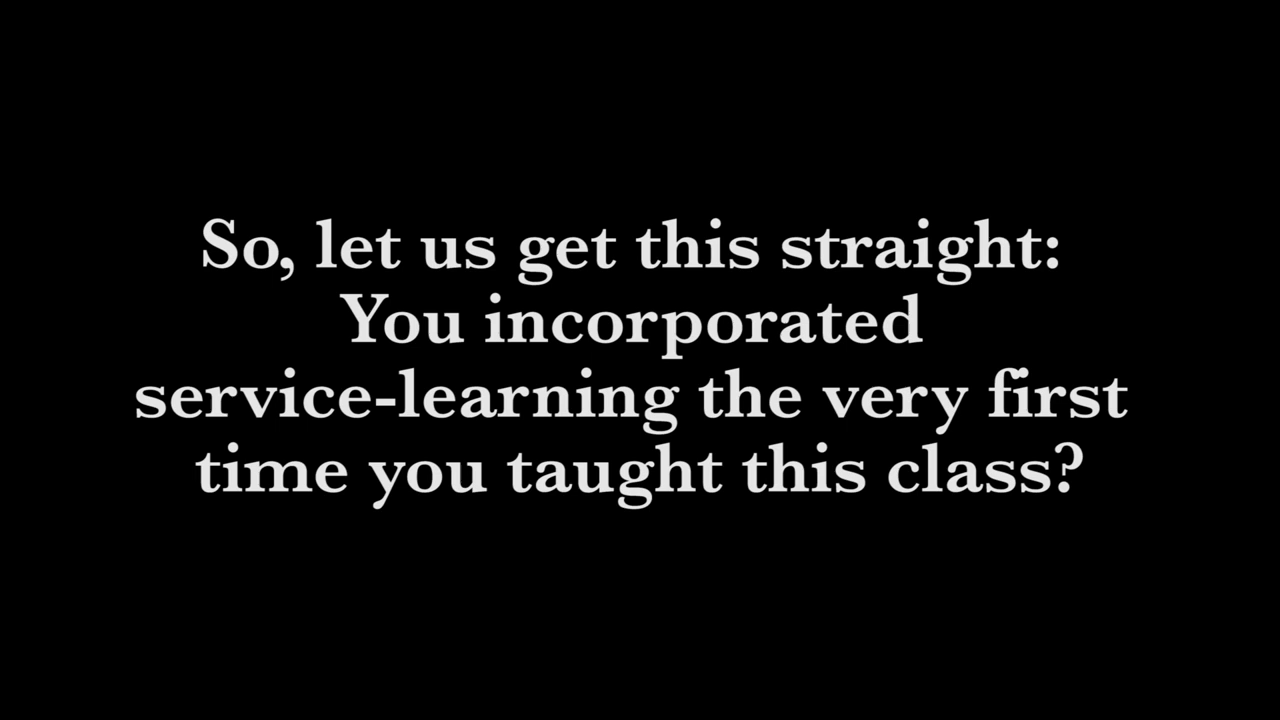 So, let us get this straight:
You incorporated
service-learning the very first
time you taught this class?